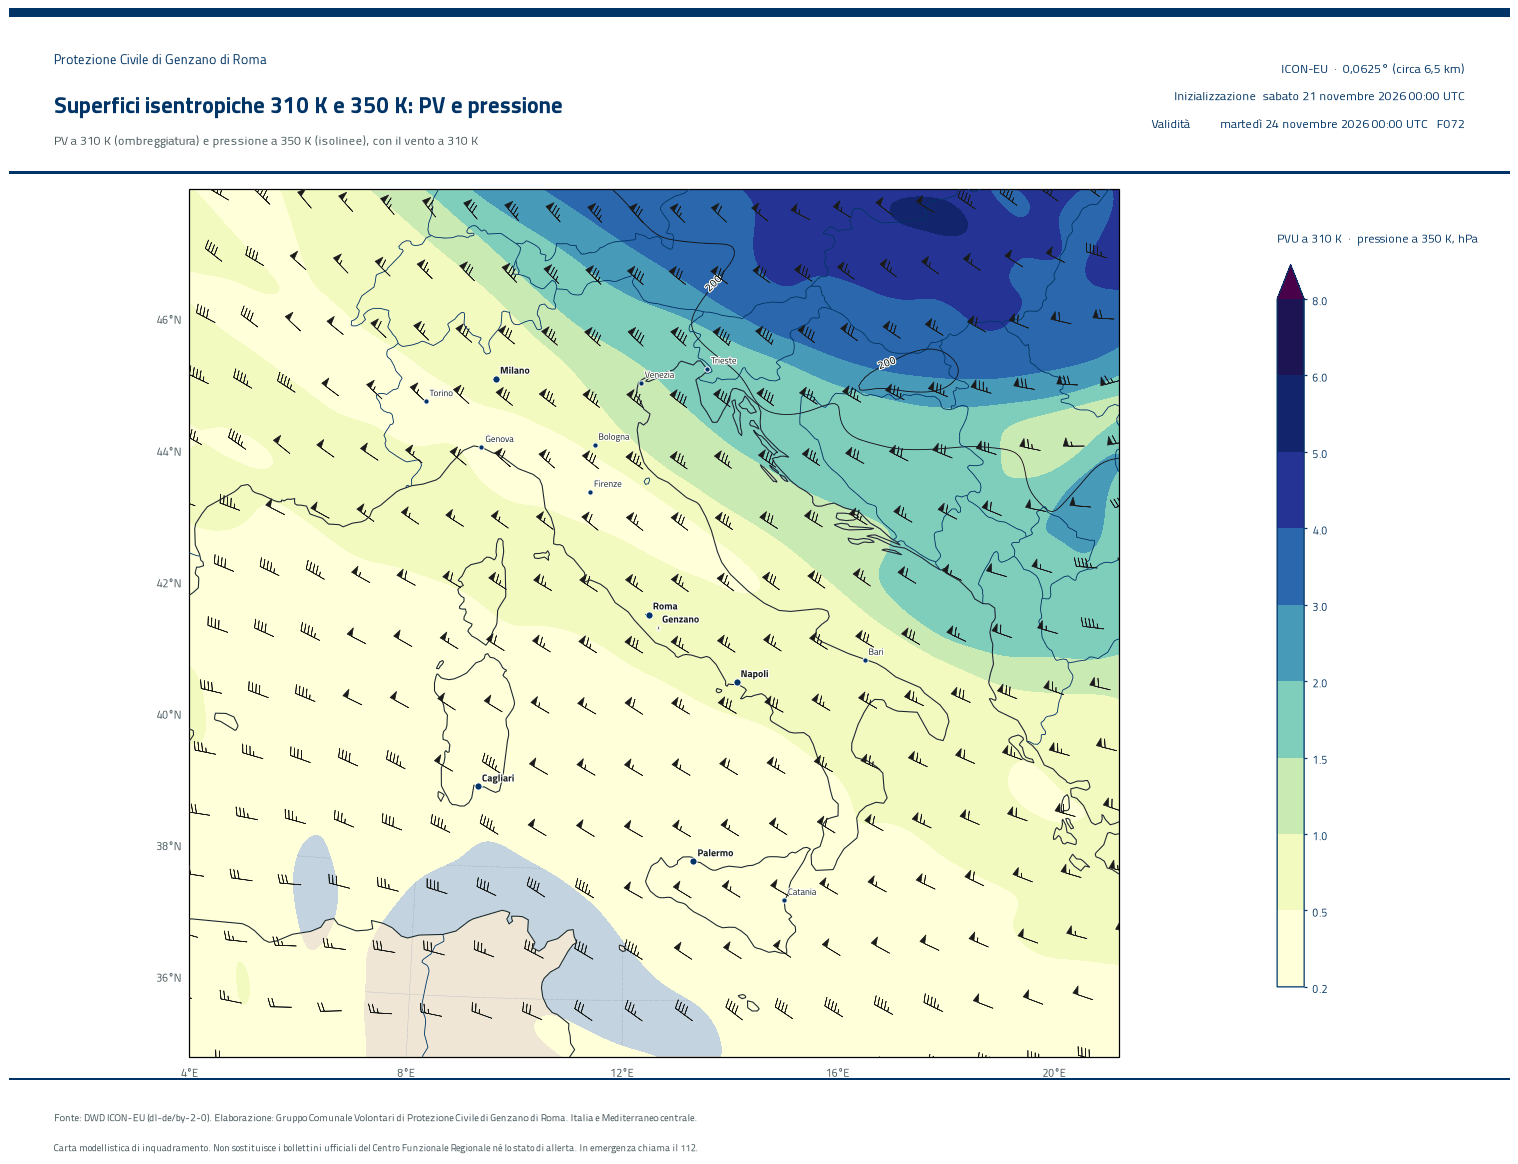 Protezione Civile di Genzano di Roma
Superfici isentropiche 310 K e 350 K: PV e pressione
PV a 310 K (ombreggiatura) e pressione a 350 K (isolinee), con il vento a 310 K
ICON-EU · 0,0625° (circa 6,5 km)
Inizializzazione sabato 21 novembre 2026 00:00 UTC
Validità martedì 24 novembre 2026 00:00 UTC F072
PVU a 310 K · pressione a 350 K, hPa
8.0
6.0
5.0
4.0
3.0
2.0
1.5
1.0
0.5
0.2
46°N
44°N
42°N
40°N
38°N
36°N
4°E
8°E
12°E
16°E
20°E
200
200
Trieste
Milano
Venezia
Torino
Genova
Bologna
Firenze
Roma
Genzano
Bari
Napoli
Cagliari
Palermo
Catania
Fonte: DWD ICON-EU (dl-de/by-2-0). Elaborazione: Gruppo Comunale Volontari di Protezione Civile di Genzano di Roma. Italia e Mediterraneo centrale.
Carta modellistica di inquadramento. Non sostituisce i bollettini ufficiali del Centro Funzionale Regionale né lo stato di allerta. In emergenza chiama il 112.